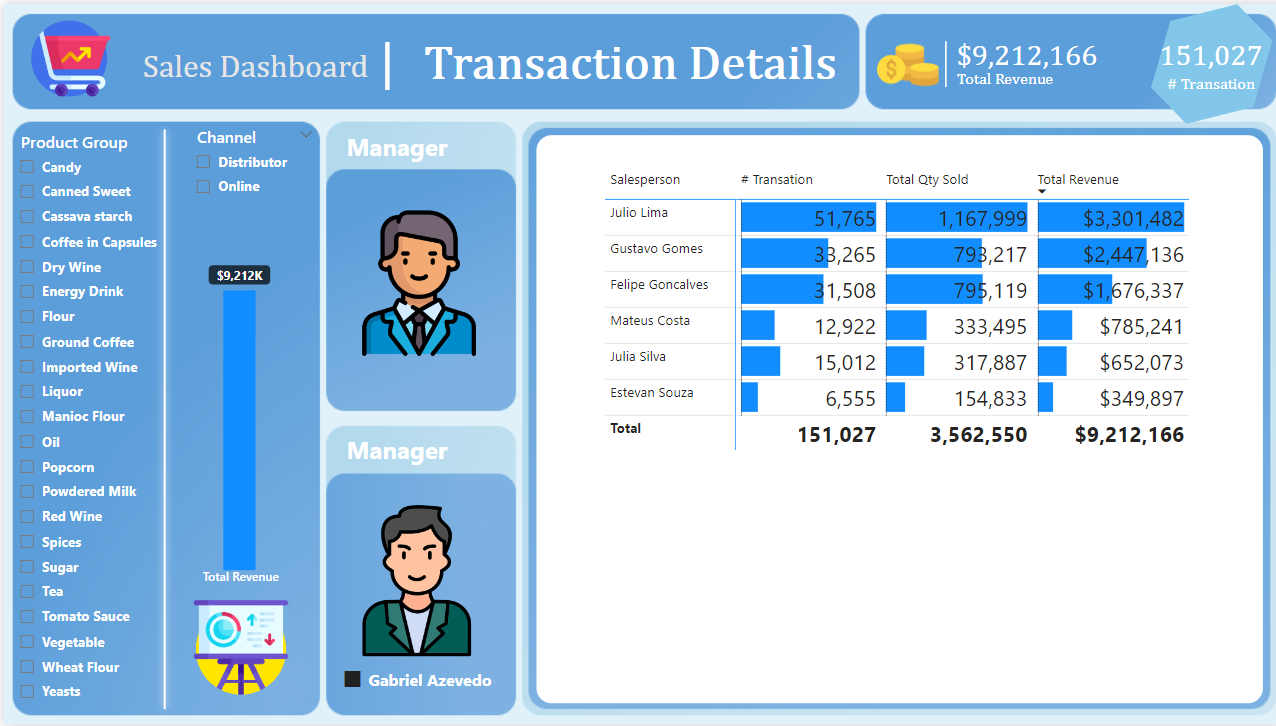 Sales Dashboard
Transaction Details
$9,212,166
Total Revenue
151,027
# Transation
Product Group
Candy
Canned Sweet
Cassava starch
Coffee in Capsules
Dry Wine
Energy Drink
Flour
Ground Coffee
Imported Wine
Liquor
Manioc Flour
Oil
Popcorn
Powdered Milk
Red Wine
Spices
Sugar
Tea
Tomato Sauce
Vegetable
Wheat Flour
Yeasts
Channel
Distributor
Online
$9,212K
Total Revenue
Manager
Manager
Gabriel Azevedo
Salesperson # Transation Total Qty Sold Total Revenue
Julio Lima 51,765 1,167,999 $3,301,482
Gustavo Gomes 33,265 793,217 $2,447,136
Felipe Goncalves 31,508 795,119 $1,676,337
Mateus Costa 12,922 333,495 $785,241
Julia Silva 15,012 317,887 $652,073
Estevan Souza 6,555 154,833 $349,897
Total 151,027 3,562,550 $9,212,166